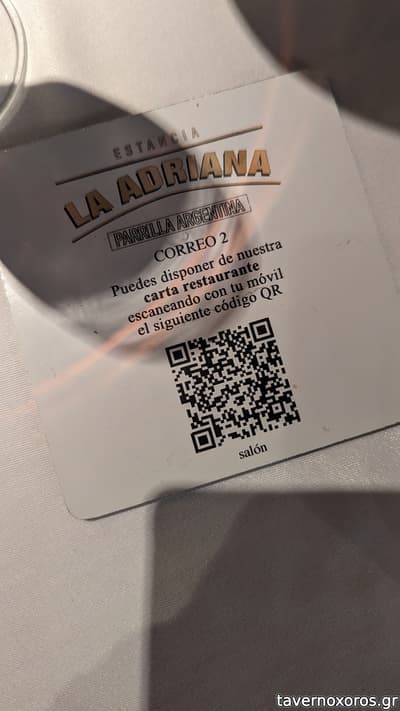 ESTANCIA
LA ADRIANA
PARRILLA ARGENTINA
CORREO 2
Puedes disponer de nuestra
carta restaurante
escaneando con tu móvil
el siguiente código QR
salón
tavernoxoros.gr